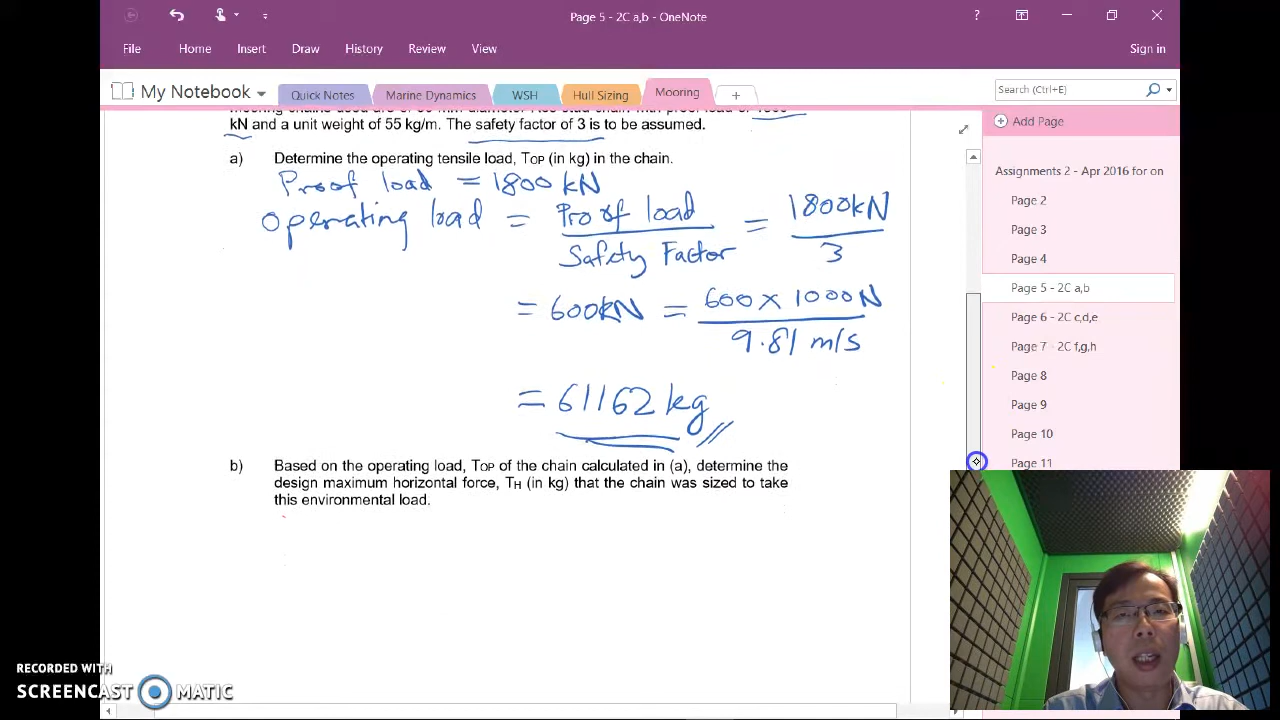 Page 5 - 2C a,b - OneNote
File Home Insert Draw History Review View Sign in
My Notebook Quick Notes Marine Dynamics WSH Hull Sizing Mooring
Search (Ctrl+E)
Add Page
kN and a unit weight of 55 kg/m. The safety factor of 3 is to be assumed.
a) Determine the operating tensile load, TOP (in kg) in the chain.
Proof load = 1800 kN
Operating load = Proof load / Safety Factor = 1800kN / 3
= 600kN = 600 x 1000 N / 9.81 m/s
= 61162 kg
b) Based on the operating load, TOP of the chain calculated in (a), determine the
design maximum horizontal force, TH (in kg) that the chain was sized to take
this environmental load.
Assignments 2 - Apr 2016 for on
Page 2
Page 3
Page 4
Page 5 - 2C a,b
Page 6 - 2C c,d,e
Page 7 - 2C f,g,h
Page 8
Page 9
Page 10
Page 11
RECORDED WITH
SCREENCAST MATIC